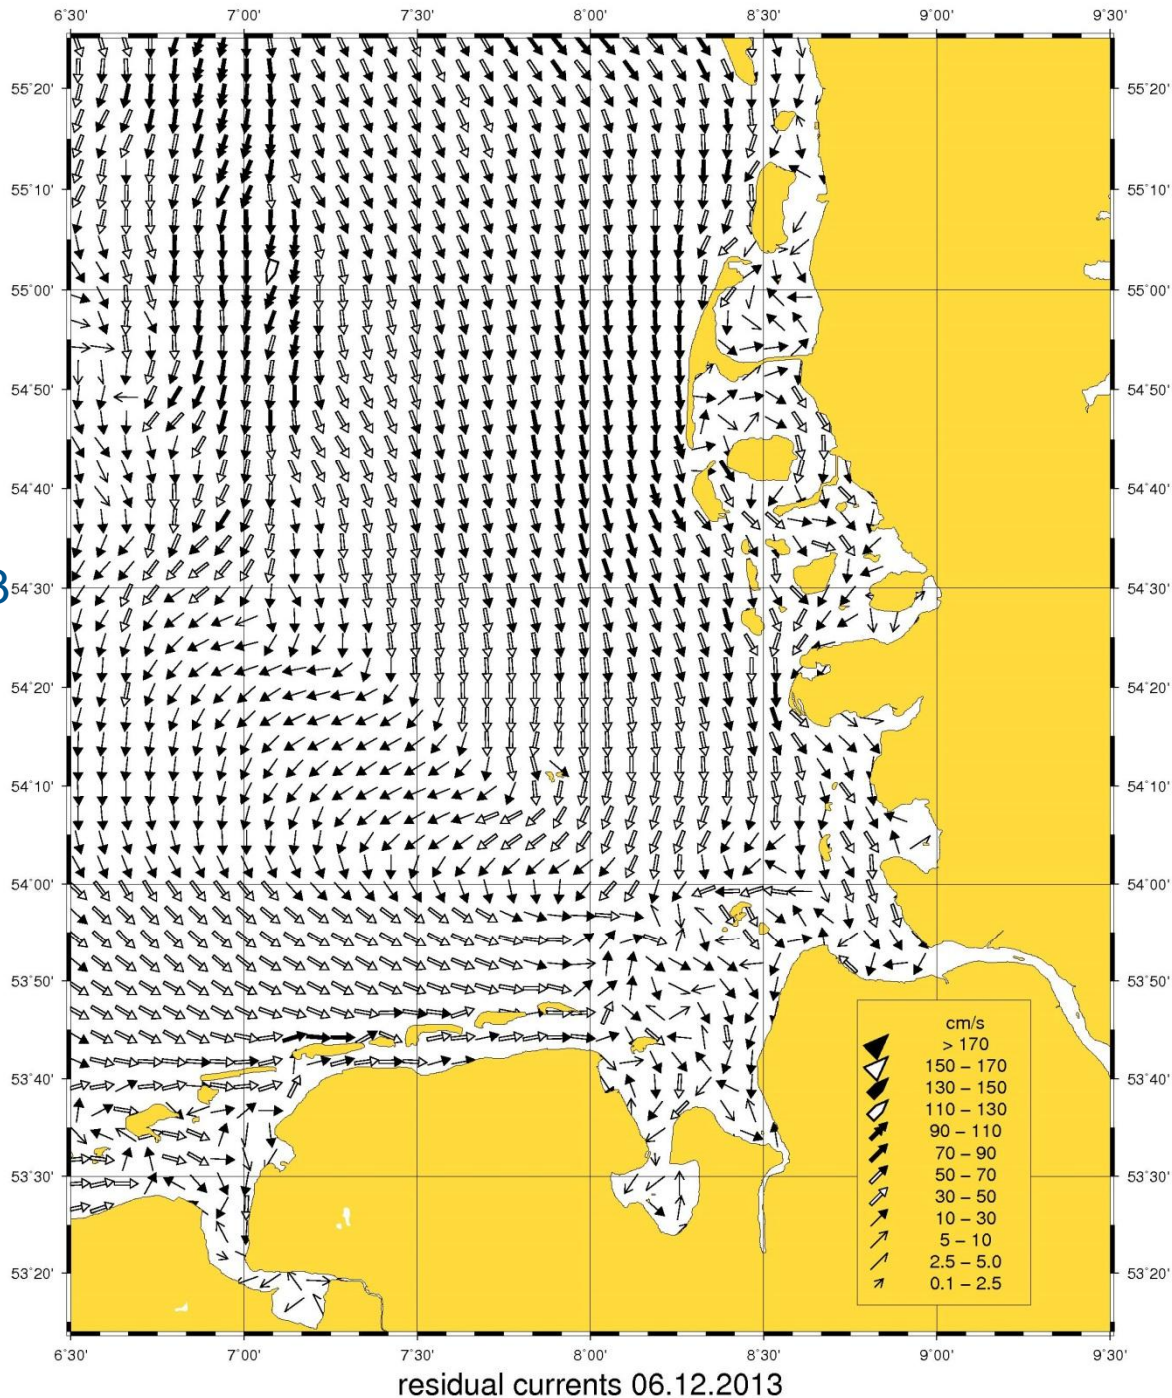 6˚30' 7˚00' 7˚30' 8˚00' 8˚30' 9˚00' 9˚30'
55˚20' 55˚20'
55˚10' 55˚10'
55˚00' 55˚00'
54˚50' 54˚50'
54˚40' 54˚40'
3
54˚30' 54˚30'
54˚20' 54˚20'
54˚10' 54˚10'
54˚00' 54˚00'
53˚50' 53˚50'
cm/s
> 170
150 – 170
130 – 150
110 – 130
90 – 110
70 – 90
50 – 70
30 – 50
10 – 30
5 – 10
2.5 – 5.0
0.1 – 2.5
53˚40' 53˚40'
53˚30' 53˚30'
53˚20' 53˚20'
6˚30' 7˚00' 7˚30' 8˚00' 8˚30' 9˚00' 9˚30'
residual currents 06.12.2013